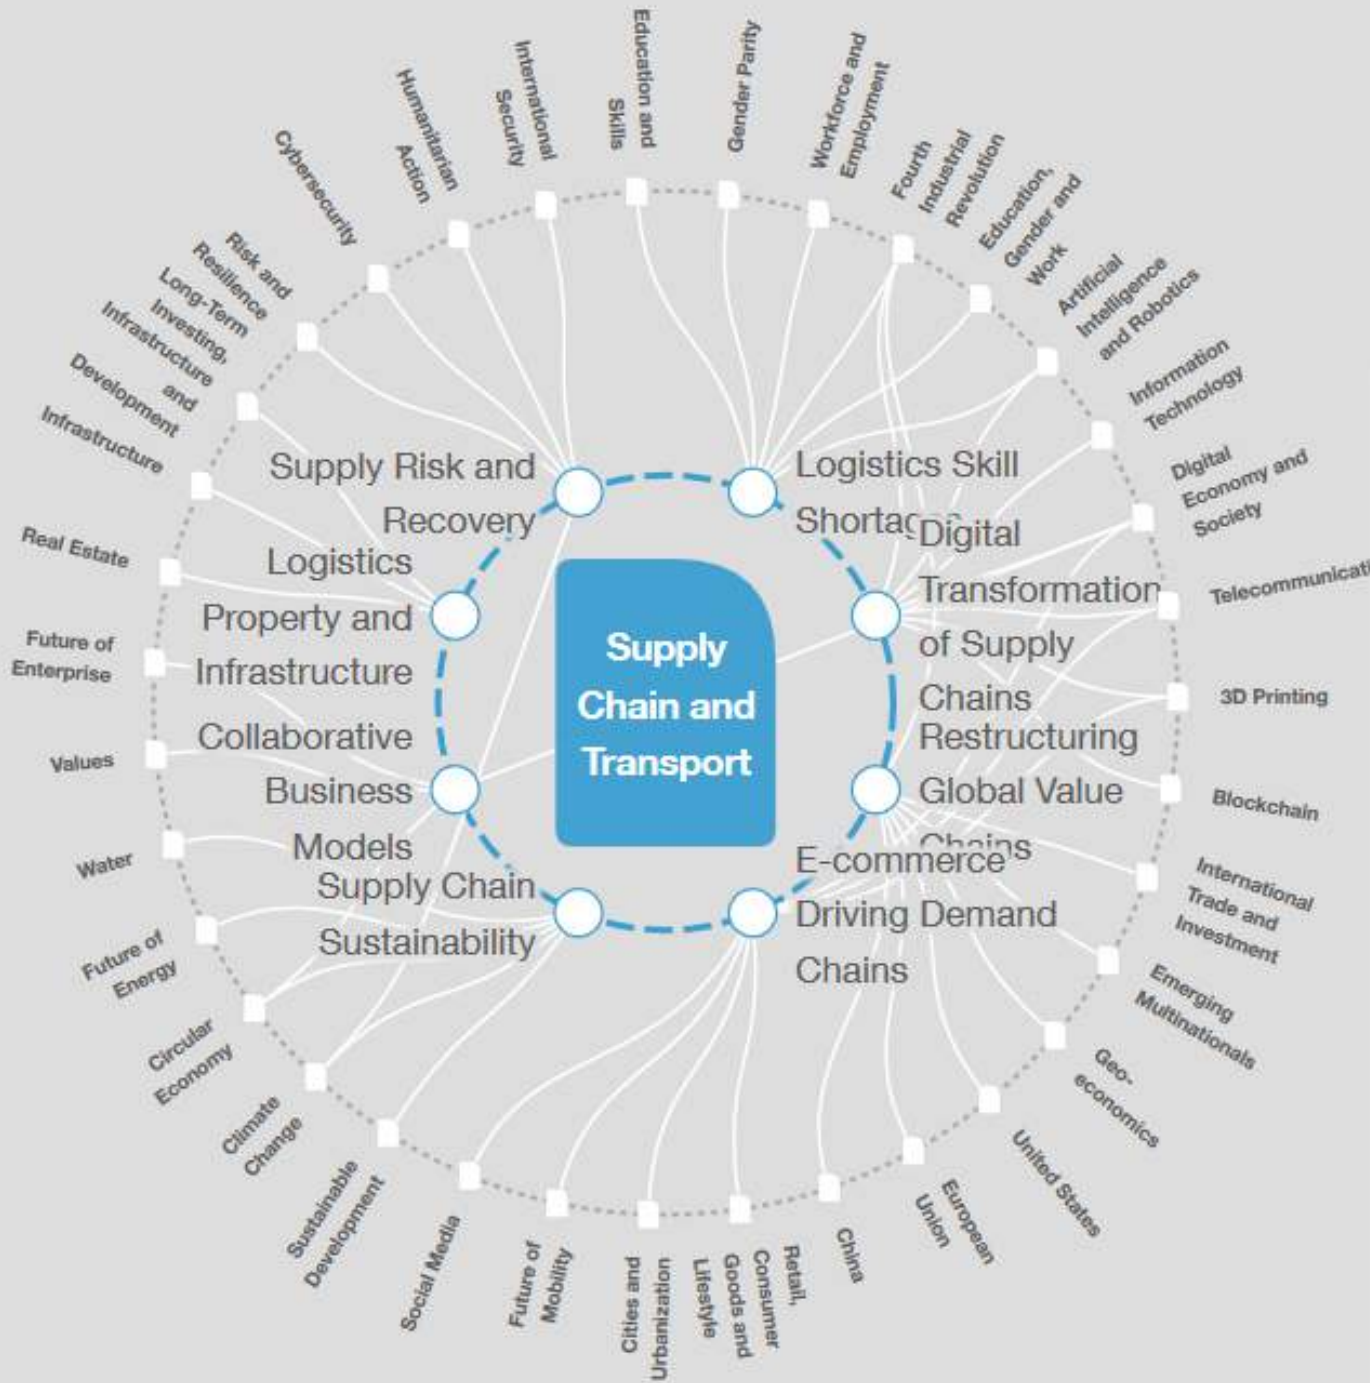 Education and
Skills
Gender Parity
Workforce and
Employment
Fourth
Industrial
Revolution
Education,
Gender and
Work
Artificial
Intelligence
and Robotics
Information
Technology
Digital
Economy and
Society
Telecommunicati
3D Printing
Blockchain
International
Trade and
Investment
Emerging
Multinationals
Geo-
economics
United States
European
Union
China
Retail,
Consumer
Goods and
Lifestyle
Cities and
Urbanization
Future of
Mobility
Social Media
Sustainable
Development
Climate
Change
Circular
Economy
Future of
Energy
Water
Values
Future of
Enterprise
Real Estate
Infrastructure
Long-Term
Investing,
Infrastructure
and
Development
Risk and
Resilience
Cybersecurity
Humanitarian
Action
International
Security
Supply Risk and
Recovery
Logistics
Property and
Infrastructure
Collaborative
Business
Models
Supply Chain
Sustainability
Supply
Chain and
Transport
Logistics Skill
Shortages
Digital
Transformation
of Supply
Chains
Restructuring
Global Value
Chains
E-commerce
Driving Demand
Chains